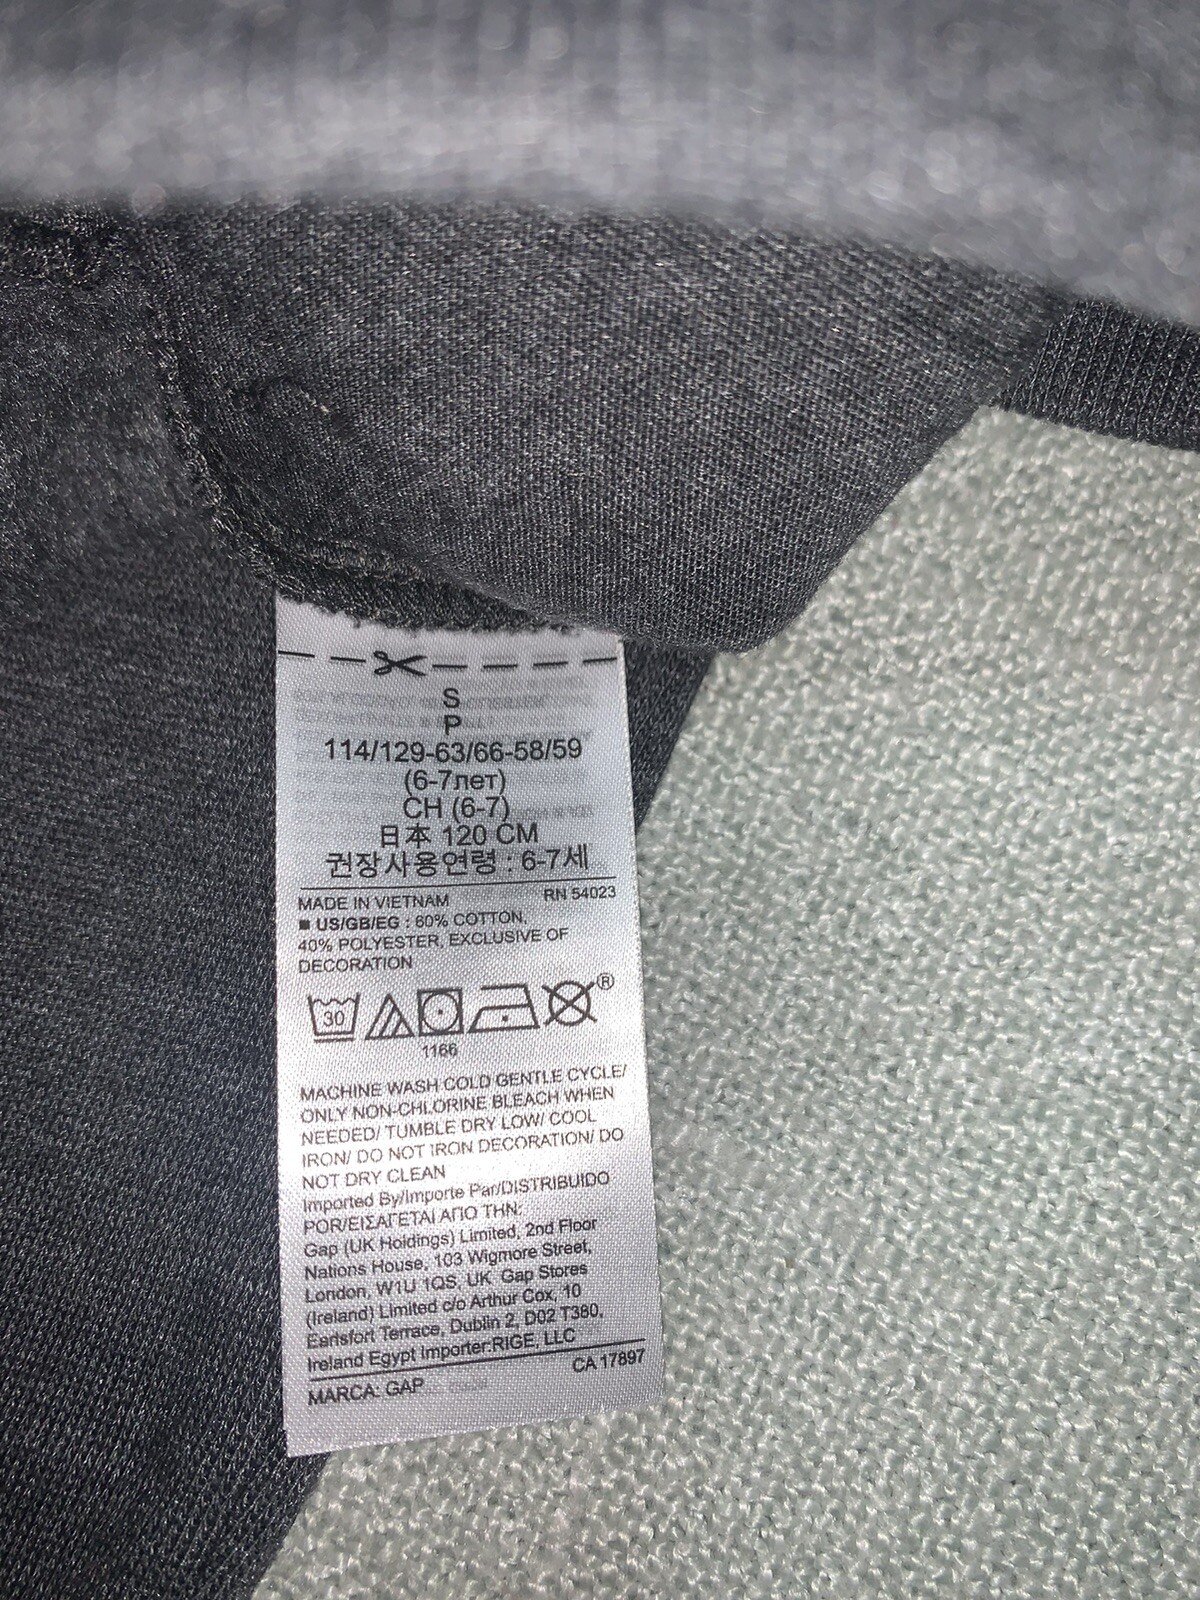 S
P
114/129-63/66-58/59
(6-7лет)
CH (6-7)
日本 120 CM
권장사용연령 : 6-7세
MADE IN VIETNAM RN 54023
■ US/GB/EG : 60% COTTON,
40% POLYESTER, EXCLUSIVE OF
DECORATION
30
®
1166
MACHINE WASH COLD GENTLE CYCLE/
ONLY NON-CHLORINE BLEACH WHEN
NEEDED/ TUMBLE DRY LOW/ COOL
IRON/ DO NOT IRON DECORATION/ DO
NOT DRY CLEAN
Imported By/Importe Par/DISTRIBUIDO
POR/ΕΙΣΑΓΕΤΑΙ ΑΠΟ ΤΗΝ:
Gap (UK Holdings) Limited, 2nd Floor
Nations House, 103 Wigmore Street,
London, W1U 1QS, UK. Gap Stores
(Ireland) Limited c/o Arthur Cox, 10
Earlsfort Terrace, Dublin 2, D02 T380,
Ireland Egypt Importer:RIGE, LLC
CA 17897
MARCA: GAP